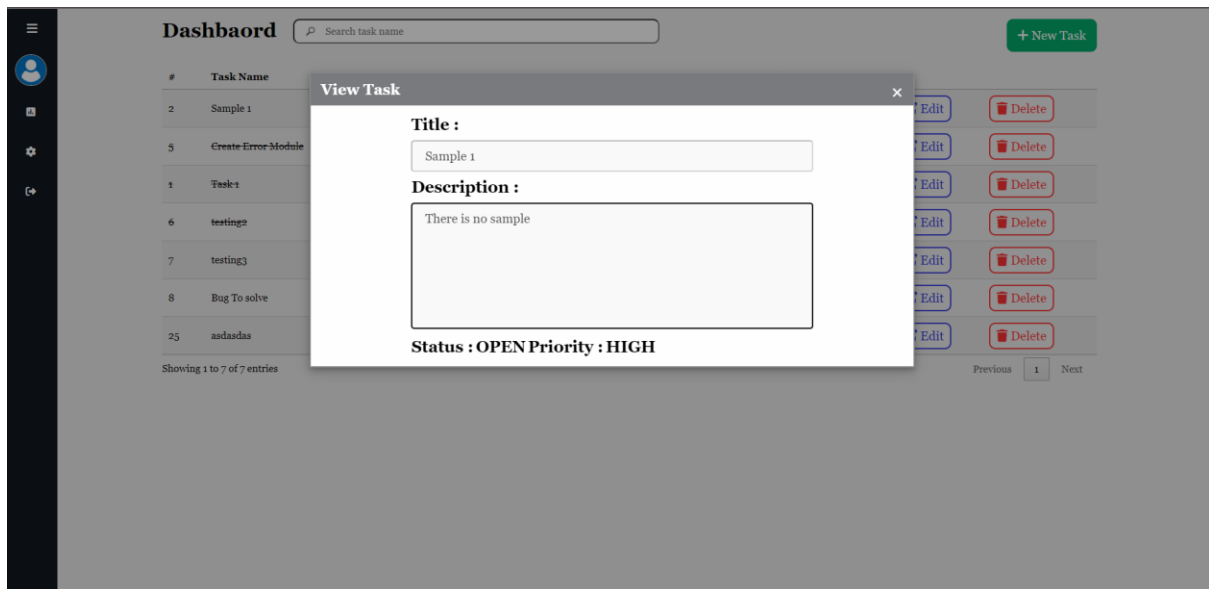 Dashbaord
Search task name
+ New Task
# Task Name
View Task ×
Title :
Sample 1
Description :
There is no sample
Status : OPEN Priority : HIGH
2 Sample 1 Edit Delete
5 Create Error Module Edit Delete
1 Task 1 Edit Delete
6 testing2 Edit Delete
7 testing3 Edit Delete
8 Bug To solve Edit Delete
25 asdasdas Edit Delete
Showing 1 to 7 of 7 entries
Previous 1 Next